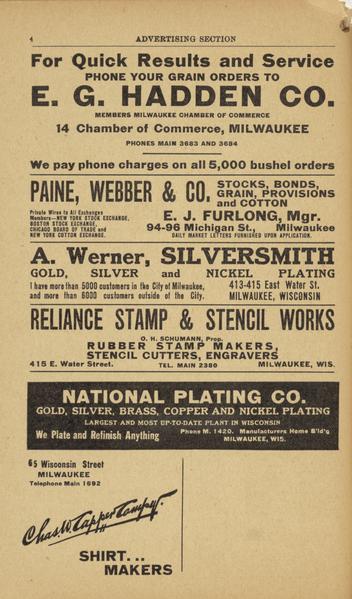 4
ADVERTISING SECTION
For Quick Results and Service
PHONE YOUR GRAIN ORDERS TO
E. G. HADDEN CO.
MEMBERS MILWAUKEE CHAMBER OF COMMERCE
14 Chamber of Commerce, MILWAUKEE
PHONES MAIN 3683 AND 3684
We pay phone charges on all 5,000 bushel orders
PAINE, WEBBER & CO.
STOCKS, BONDS,
GRAIN, PROVISIONS
and COTTON
Private Wires to All Exchanges
Members—NEW YORK STOCK EXCHANGE,
BOSTON STOCK EXCHANGE,
CHICAGO BOARD OF TRADE and
NEW YORK COTTON EXCHANGE.
E. J. FURLONG, Mgr.
94-96 Michigan St., Milwaukee
DAILY MARKET LETTERS FURNISHED UPON APPLICATION.
A. Werner, SILVERSMITH
GOLD, SILVER and NICKEL PLATING
I have more than 5000 customers in the City of Milwaukee,
and more than 6000 customers outside of the City.
413-415 East Water St.
MILWAUKEE, WISCONSIN
RELIANCE STAMP & STENCIL WORKS
O. H. SCHUMANN, Prop.
RUBBER STAMP MAKERS,
STENCIL CUTTERS, ENGRAVERS
415 E. Water Street. TEL. MAIN 2380 MILWAUKEE, WIS.
NATIONAL PLATING CO.
GOLD, SILVER, BRASS, COPPER AND NICKEL PLATING
LARGEST AND MOST UP-TO-DATE PLANT IN WISCONSIN
We Plate and Refinish Anything
Phone M. 1420. Manufacturers Home B'ld'g
MILWAUKEE, WIS.
65 Wisconsin Street
MILWAUKEE
Telephone Main 1692
Chas. W. Tapper Company.
SHIRT...
MAKERS